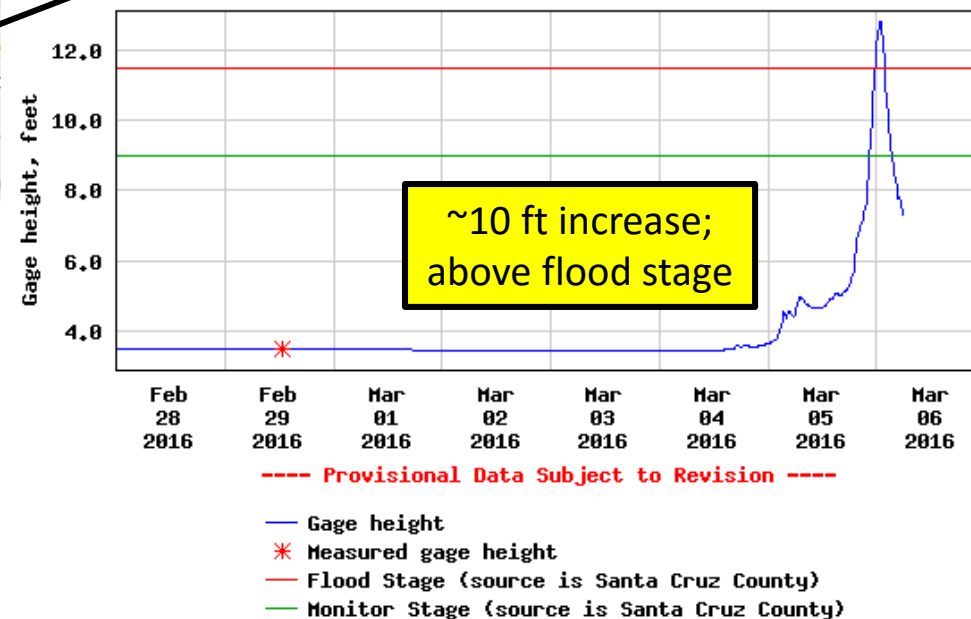 12.0
10.0
8.0
6.0
4.0
Gage height, feet
~10 ft increase;
above flood stage
Feb Feb Mar Mar Mar Mar Mar Mar
28 29 01 02 03 04 05 06
2016 2016 2016 2016 2016 2016 2016 2016
---- Provisional Data Subject to Revision ----
Gage height
Measured gage height
Flood Stage (source is Santa Cruz County)
Monitor Stage (source is Santa Cruz County)